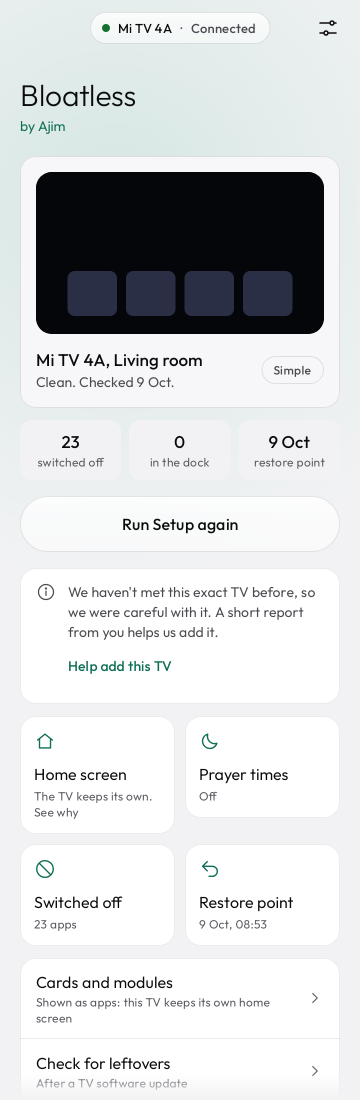 Mi TV 4A · Connected
Bloatless
by Ajim
Mi TV 4A, Living room
Clean. Checked 9 Oct.
Simple
23
switched off
0
in the dock
9 Oct
restore point
Run Setup again
We haven't met this exact TV before, so
we were careful with it. A short report
from you helps us add it.
Help add this TV
Home screen
The TV keeps its own.
See why
Prayer times
Off
Switched off
23 apps
Restore point
9 Oct, 08:53
Cards and modules
Shown as apps: this TV keeps its own home
screen
Check for leftovers
After a TV software update